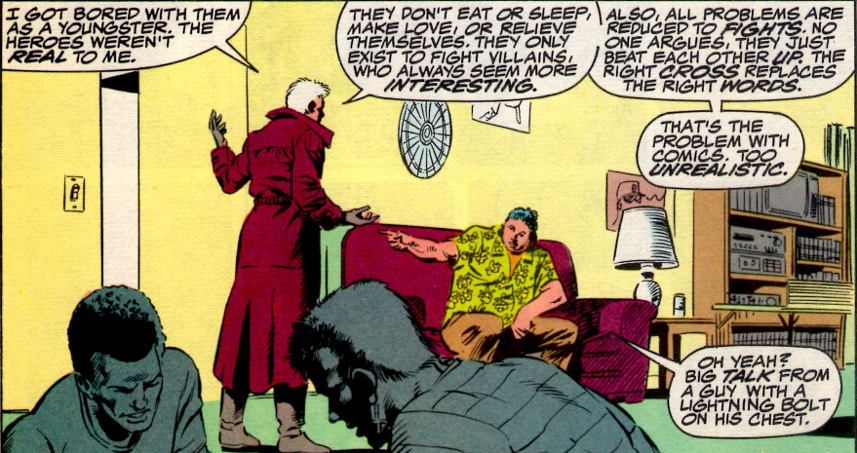 I GOT BORED WITH THEM
AS A YOUNGSTER. THE
HEROES WEREN'T
REAL TO ME.
THEY DON'T EAT OR SLEEP,
MAKE LOVE, OR RELIEVE
THEMSELVES. THEY ONLY
EXIST TO FIGHT VILLAINS,
WHO ALWAYS SEEM MORE
INTERESTING.
ALSO, ALL PROBLEMS ARE
REDUCED TO FIGHTS. NO
ONE ARGUES, THEY JUST
BEAT EACH OTHER UP. THE
RIGHT CROSS REPLACES
THE RIGHT WORDS.
THAT'S THE
PROBLEM WITH
COMICS. TOO
UNREALISTIC.
OH YEAH?
BIG TALK FROM
A GUY WITH A
LIGHTNING BOLT
ON HIS CHEST.